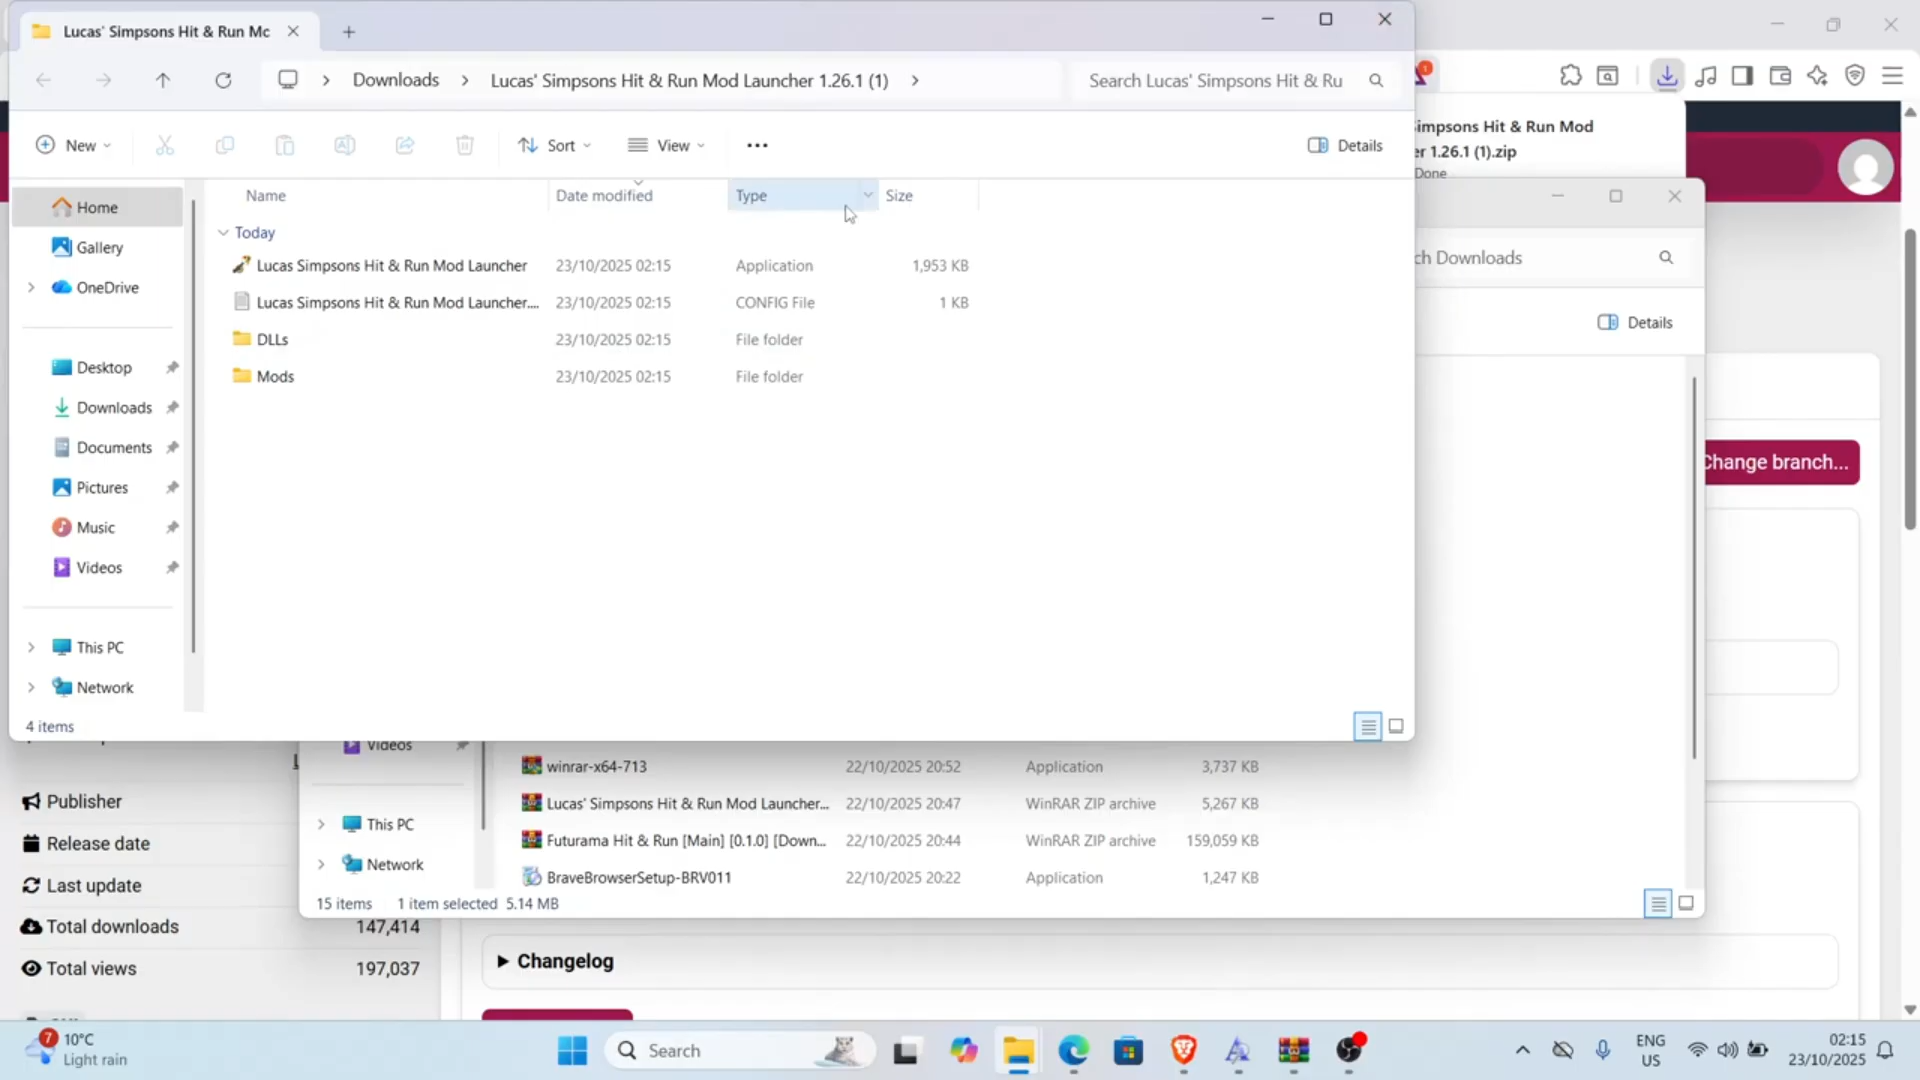 Lucas' Simpsons Hit & Run Mc
Downloads
Lucas' Simpsons Hit & Run Mod Launcher 1.26.1 (1)
Search Lucas' Simpsons Hit & Ru
New
Sort
View
Details
Name
Date modified
Type
Size
Home
Gallery
OneDrive
Desktop
Downloads
Documents
Pictures
Music
Videos
This PC
Network
Today
Lucas Simpsons Hit & Run Mod Launcher 23/10/2025 02:15 Application 1,953 KB
Lucas Simpsons Hit & Run Mod Launcher.... 23/10/2025 02:15 CONFIG File 1 KB
DLLs 23/10/2025 02:15 File folder
Mods 23/10/2025 02:15 File folder
4 items
1
impsons Hit & Run Mod
er 1.26.1 (1).zip
Done
ch Downloads
Details
Change branch...
Videos
This PC
Network
winrar-x64-713 22/10/2025 20:52 Application 3,737 KB
Lucas' Simpsons Hit & Run Mod Launcher... 22/10/2025 20:47 WinRAR ZIP archive 5,267 KB
Futurama Hit & Run [Main] [0.1.0] [Down... 22/10/2025 20:44 WinRAR ZIP archive 159,059 KB
BraveBrowserSetup-BRV011 22/10/2025 20:22 Application 1,247 KB
15 items 1 item selected 5.14 MB
Publisher
Release date
Last update
Total downloads 147,414
Total views 197,037
Changelog
7
10°C
Light rain
Search
ENG
US
02:15
23/10/2025